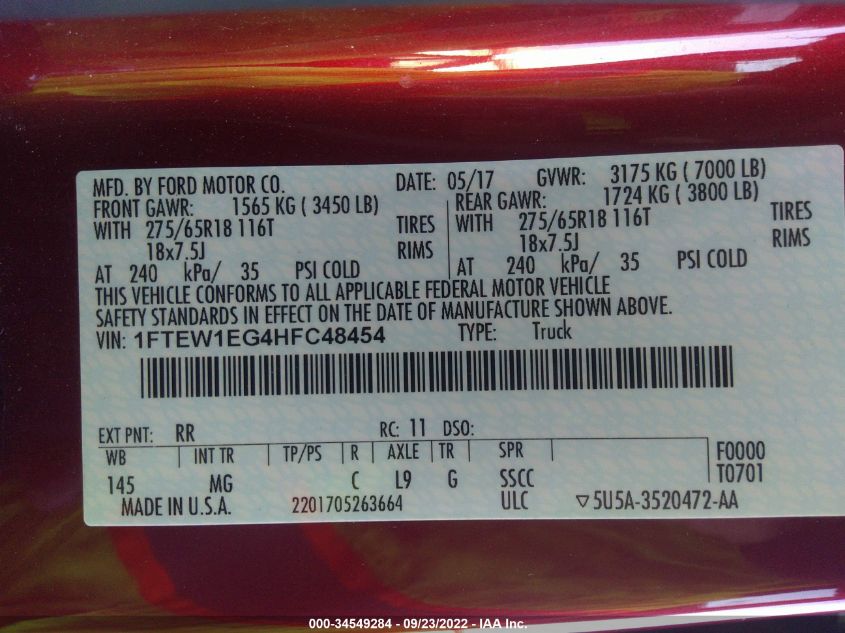 MFD. BY FORD MOTOR CO. DATE: 05/17 GVWR: 3175 KG ( 7000 LB)
FRONT GAWR: 1565 KG ( 3450 LB) REAR GAWR: 1724 KG ( 3800 LB)
WITH 275/65R18 116T TIRES WITH 275/65R18 116T TIRES
18x7.5J RIMS 18x7.5J RIMS
AT 240 kPa/ 35 PSI COLD AT 240 kPa/ 35 PSI COLD
THIS VEHICLE CONFORMS TO ALL APPLICABLE FEDERAL MOTOR VEHICLE
SAFETY STANDARDS IN EFFECT ON THE DATE OF MANUFACTURE SHOWN ABOVE.
VIN: 1FTEW1EG4HFC48454 TYPE: Truck
EXT PNT: RR RC: 11 DSO:
WB INT TR TP/PS R AXLE TR SPR F0000
145 MG C L9 G SSCC T0701
MADE IN U.S.A. 2201705263664 ULC ▽5U5A-3520472-AA
000-34549284 - 09/23/2022 - IAA Inc.